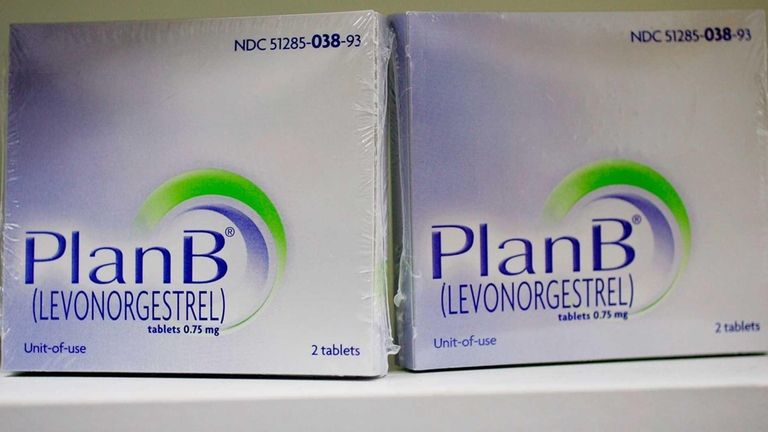 NDC 51285-038-93
PlanB®
(LEVONORGESTREL)
tablets 0.75 mg
Unit-of-use
2 tablets
NDC 51285-038-93
PlanB®
(LEVONORGESTREL)
tablets 0.75 mg
Unit-of-use
2 tablets